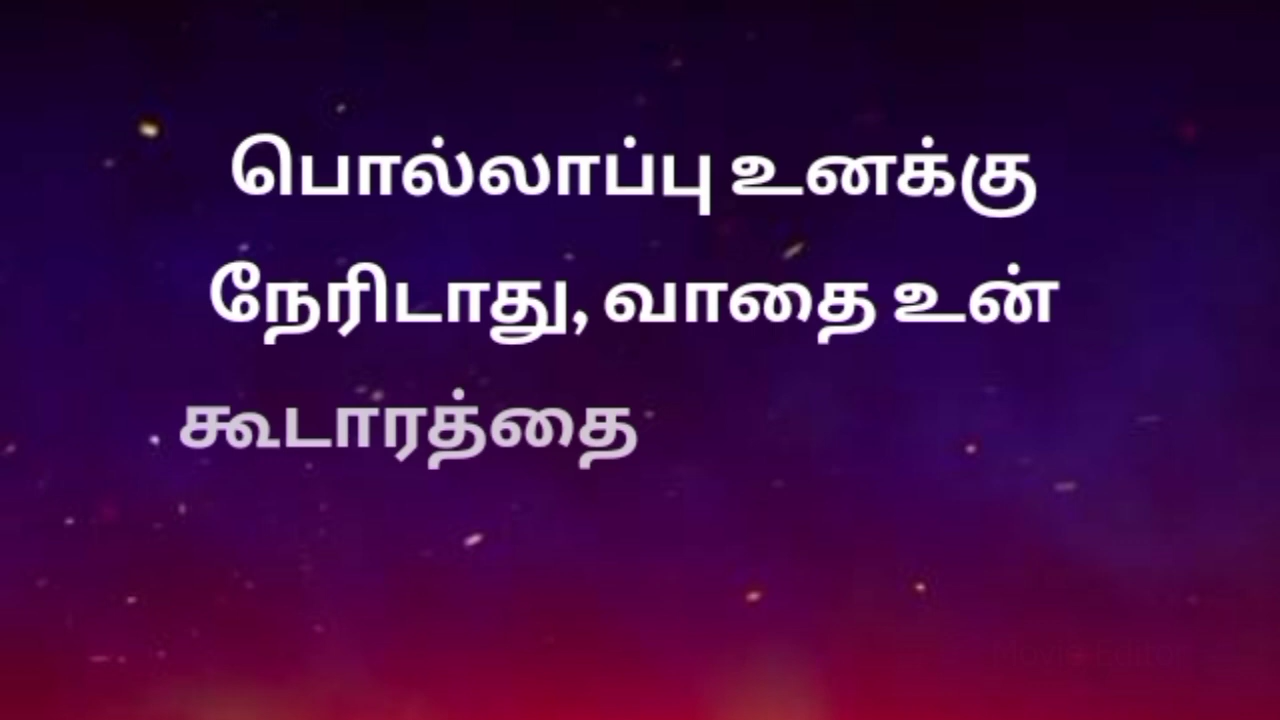 பொல்லாப்பு உனக்கு
நேரிடாது, வாதை உன்
கூடாரத்தை